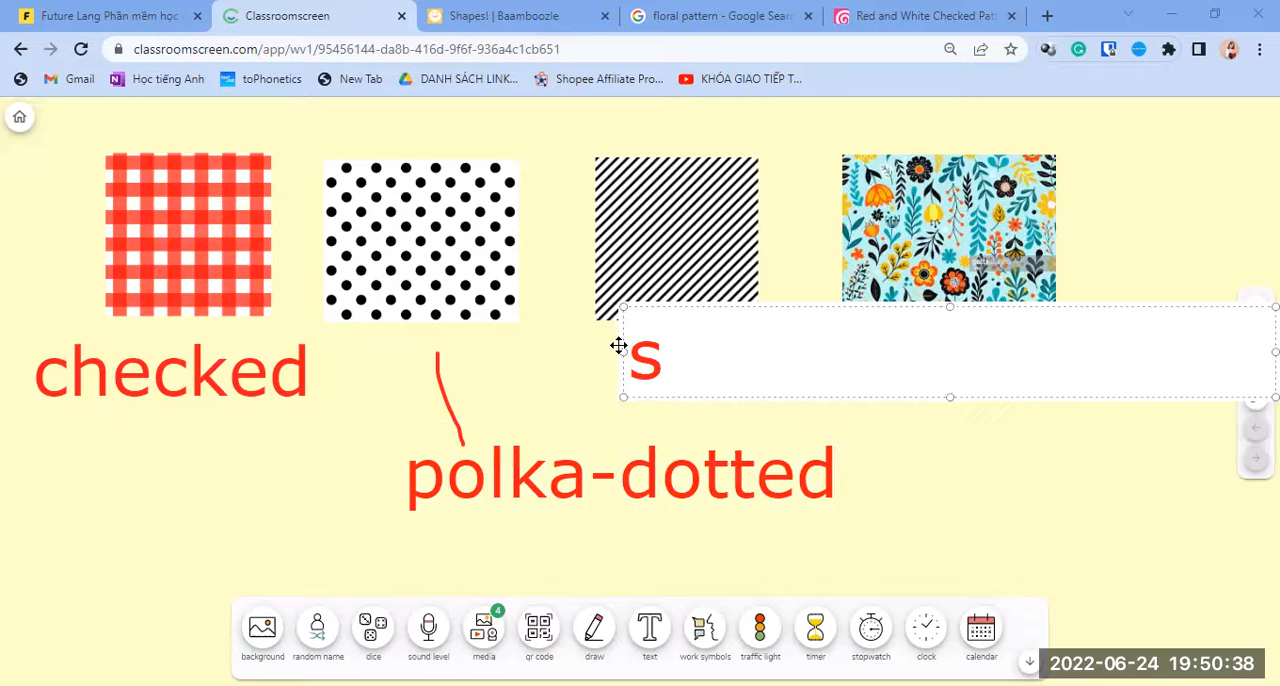 Future Lang Phần mềm học
Classroomscreen
Shapes! | Baamboozle
floral pattern - Google Searc
Red and White Checked Patt
classroomscreen.com/app/wv1/95456144-da8b-416d-9f6f-936a4c1cb651
Gmail
Học tiếng Anh
toPhonetics
New Tab
DANH SÁCH LINK...
Shopee Affiliate Pro...
KHÓA GIAO TIẾP T...
checked
s
polka-dotted
4
background
random name
dice
sound level
media
qr code
draw
text
work symbols
traffic light
timer
stopwatch
clock
calendar
2022-06-24 19:50:38